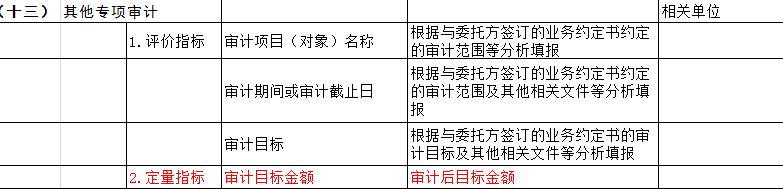 （十三） 其他专项审计 相关单位
1.评价指标 审计项目（对象）名称 根据与委托方签订的业务约定书约定
的审计范围等分析填报
审计期间或审计截止日 根据与委托方签订的业务约定书约定
的审计范围及其他相关文件等分析填
报
审计目标 根据与委托方签订的业务约定书的审
计目标及其他相关文件等分析填报
2.定量指标 审计目标金额 审计后目标金额